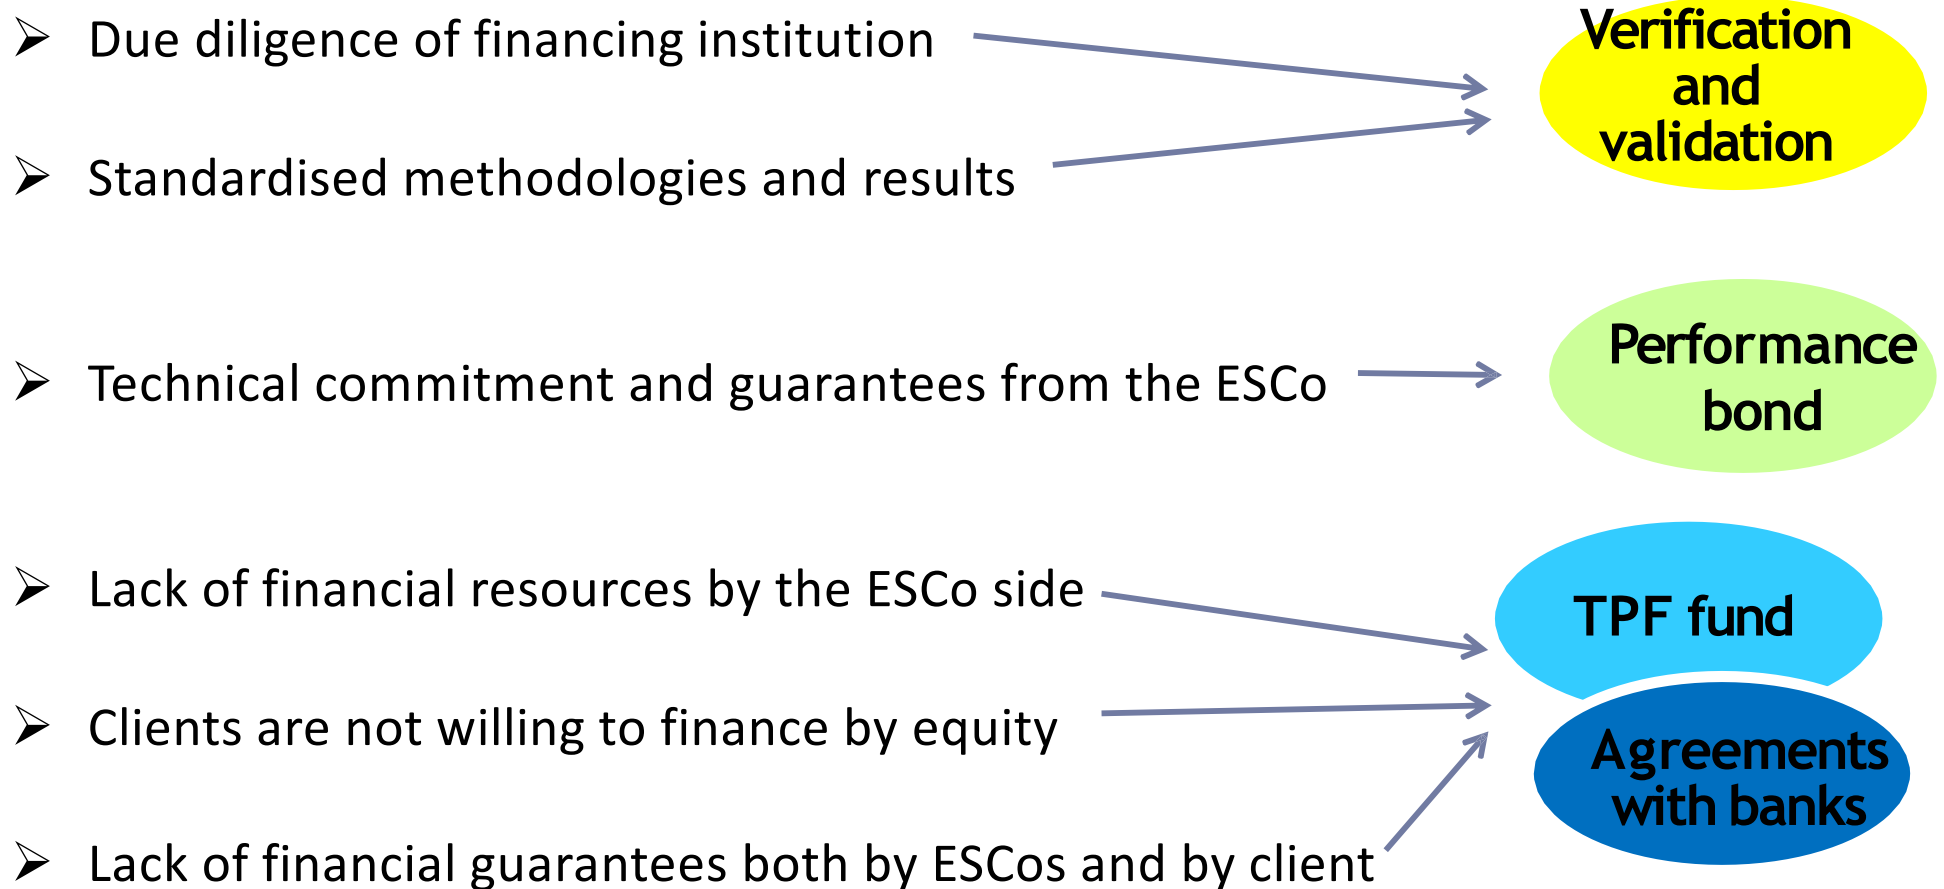 Due diligence of financing institution
Verification
and
validation
Standardised methodologies and results
Technical commitment and guarantees from the ESCo
Performance
bond
Lack of financial resources by the ESCo side
TPF fund
Clients are not willing to finance by equity
Agreements
with banks
Lack of financial guarantees both by ESCos and by client